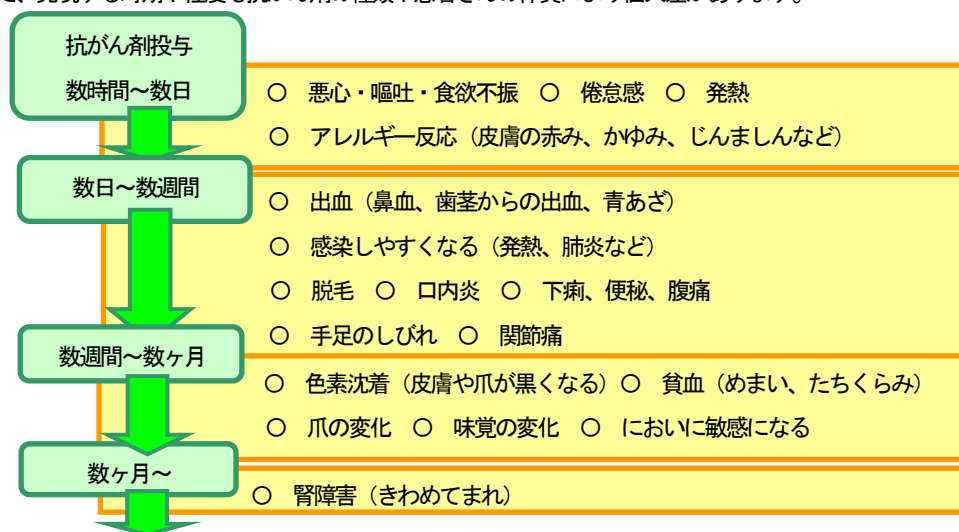 抗がん剤投与
数時間～数日
○ 悪心・嘔吐・食欲不振 ○ 倦怠感 ○ 発熱
○ アレルギー反応（皮膚の赤み、かゆみ、じんましんなど）
数日～数週間
○ 出血（鼻血、歯茎からの出血、青あざ）
○ 感染しやすくなる（発熱、肺炎など）
○ 脱毛 ○ 口内炎 ○ 下痢、便秘、腹痛
○ 手足のしびれ ○ 関節痛
数週間～数ヶ月
○ 色素沈着（皮膚や爪が黒くなる）○ 貧血（めまい、たちくらみ）
○ 爪の変化 ○ 味覚の変化 ○ においに敏感になる
数ヶ月～
○ 腎障害（きわめてまれ）